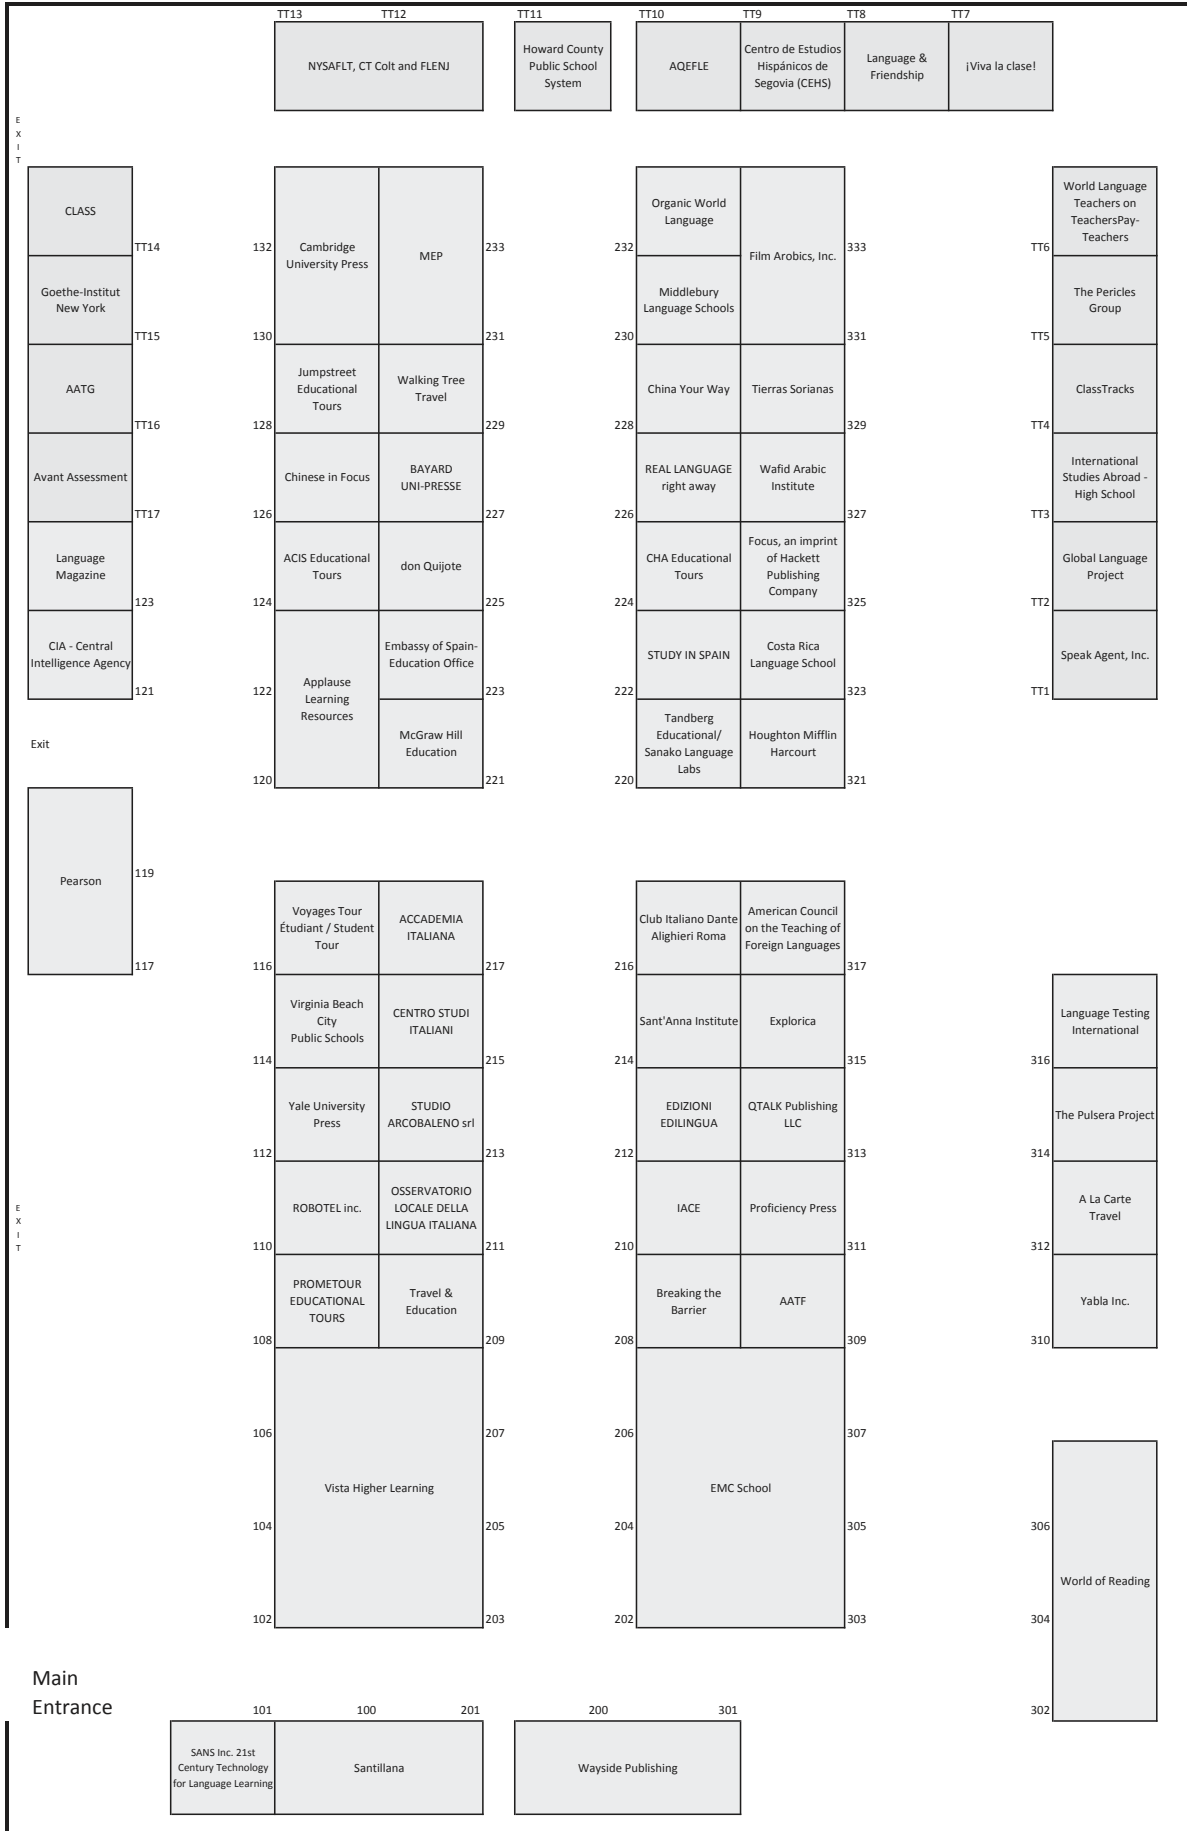 TT13
TT12
TT11
TT10
TT9
TT8
TT7
NYSAFLT, CT Colt and FLENJ
Howard County
Public School
System
AQEFLE
Centro de Estudios
Hispánicos de
Segovia (CEHS)
Language &
Friendship
¡Viva la clase!
EXIT
CLASS
TT14
Goethe-Institut
New York
TT15
AATG
TT16
Avant Assessment
TT17
Language
Magazine
123
CIA - Central
Intelligence Agency
121
Exit
Pearson
119
117
132
Cambridge
University Press
130
MEP
233
231
Jumpstreet
Educational
Tours
128
Walking Tree
Travel
229
Chinese in Focus
126
BAYARD
UNI-PRESSE
227
ACIS Educational
Tours
124
don Quijote
225
122
Applause
Learning
Resources
120
Embassy of Spain-
Education Office
223
McGraw Hill
Education
221
Organic World
Language
232
Film Arobics, Inc.
333
331
Middlebury
Language Schools
230
China Your Way
228
Tierras Sorianas
329
REAL LANGUAGE
right away
226
Wafid Arabic
Institute
327
CHA Educational
Tours
224
Focus, an imprint
of Hackett
Publishing
Company
325
STUDY IN SPAIN
222
Costa Rica
Language School
323
Tandberg
Educational/
Sanako Language
Labs
220
Houghton Mifflin
Harcourt
321
World Language
Teachers on
TeachersPay-
Teachers
TT6
The Pericles
Group
TT5
ClassTracks
TT4
International
Studies Abroad -
High School
TT3
Global Language
Project
TT2
Speak Agent, Inc.
TT1
Voyages Tour
Étudiant / Student
Tour
116
ACCADEMIA
ITALIANA
217
Virginia Beach
City
Public Schools
114
CENTRO STUDI
ITALIANI
215
Yale University
Press
112
STUDIO
ARCOBALENO srl
213
ROBOTEL inc.
110
OSSERVATORIO
LOCALE DELLA
LINGUA ITALIANA
211
PROMETOUR
EDUCATIONAL
TOURS
108
Travel &
Education
209
106
207
Vista Higher Learning
104
205
102
203
Club Italiano Dante
Alighieri Roma
216
American Council
on the Teaching of
Foreign Languages
317
Sant'Anna Institute
214
Explorica
315
EDIZIONI
EDILINGUA
212
QTALK Publishing
LLC
313
IACE
210
Proficiency Press
311
Breaking the
Barrier
208
AATF
309
206
307
EMC School
204
305
202
303
Language Testing
International
316
The Pulsera Project
314
A La Carte
Travel
312
Yabla Inc.
310
306
World of Reading
304
302
EXIT
Main
Entrance
101
100
201
200
301
SANS Inc. 21st
Century Technology
for Language Learning
Santillana
Wayside Publishing